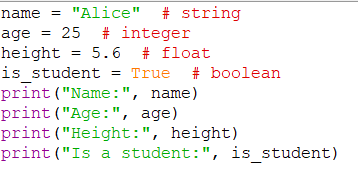 name = "Alice"  # string
age = 25  # integer
height = 5.6  # float
is_student = True  # boolean
print("Name:", name)
print("Age:", age)
print("Height:", height)
print("Is a student:", is_student)